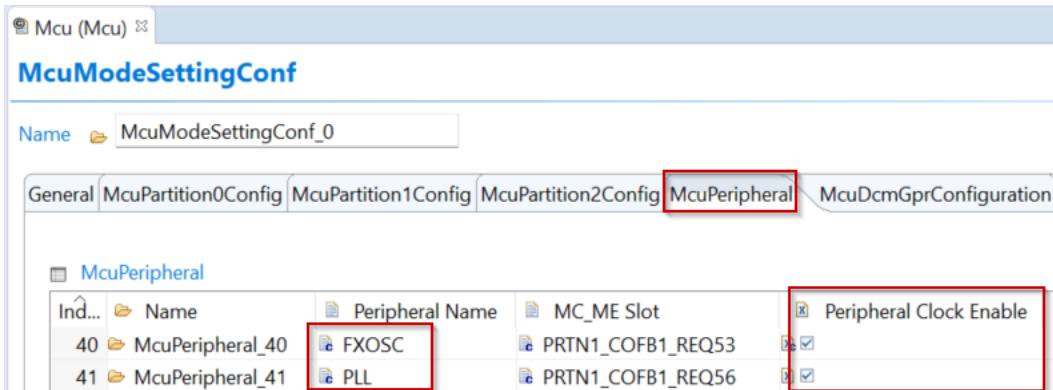 Mcu (Mcu)
McuModeSettingConf
Name McuModeSettingConf_0
General McuPartition0Config McuPartition1Config McuPartition2Config McuPeripheral McuDcmGprConfiguration
McuPeripheral
Ind... Name Peripheral Name MC_ME Slot Peripheral Clock Enable
40 McuPeripheral_40 FXOSC PRTN1_COFB1_REQ53
41 McuPeripheral_41 PLL PRTN1_COFB1_REQ56